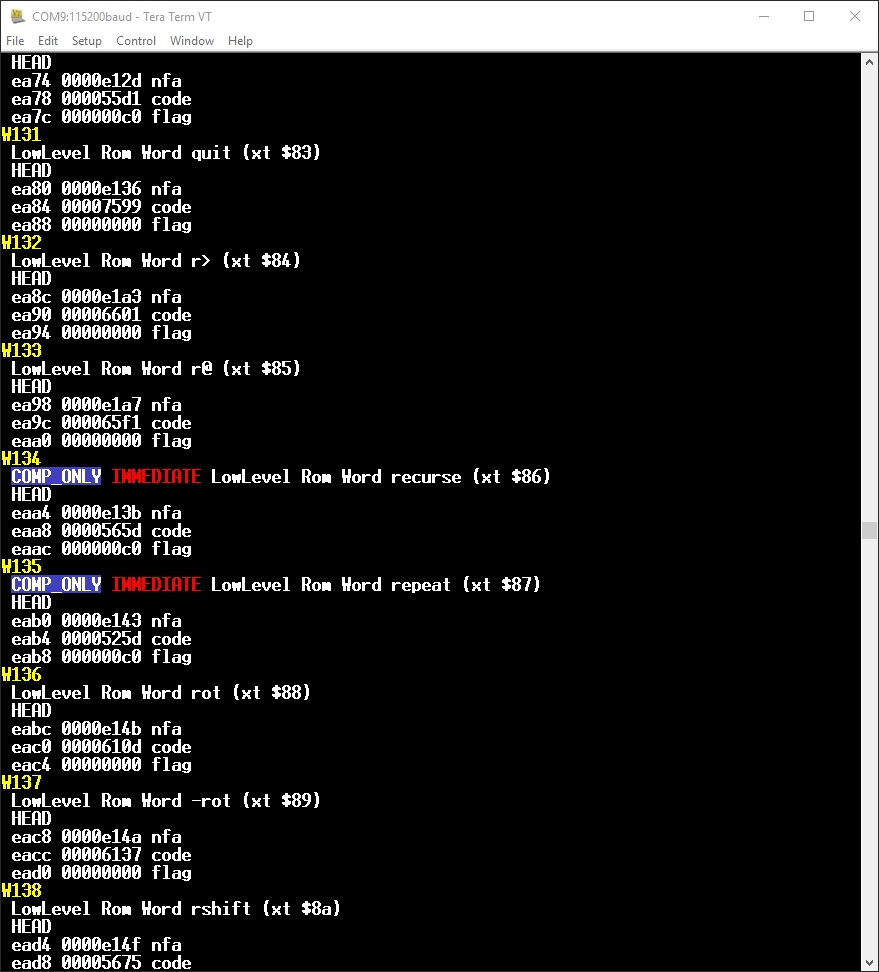 COM9:115200baud - Tera Term VT
File Edit Setup Control Window Help
HEAD
ea74 0000e12d nfa
ea78 000055d1 code
ea7c 000000c0 flag
W131
LowLevel Rom Word quit (xt $83)
HEAD
ea80 0000e136 nfa
ea84 00007599 code
ea88 00000000 flag
W132
LowLevel Rom Word r> (xt $84)
HEAD
ea8c 0000e1a3 nfa
ea90 00006601 code
ea94 00000000 flag
W133
LowLevel Rom Word r@ (xt $85)
HEAD
ea98 0000e1a7 nfa
ea9c 000065f1 code
eaa0 00000000 flag
W134
COMP_ONLY IMMEDIATE LowLevel Rom Word recurse (xt $86)
HEAD
eaa4 0000e13b nfa
eaa8 0000565d code
eaac 000000c0 flag
W135
COMP_ONLY IMMEDIATE LowLevel Rom Word repeat (xt $87)
HEAD
eab0 0000e143 nfa
eab4 0000525d code
eab8 000000c0 flag
W136
LowLevel Rom Word rot (xt $88)
HEAD
eabc 0000e14b nfa
eac0 0000610d code
eac4 00000000 flag
W137
LowLevel Rom Word -rot (xt $89)
HEAD
eac8 0000e14a nfa
eacc 00006137 code
ead0 00000000 flag
W138
LowLevel Rom Word rshift (xt $8a)
HEAD
ead4 0000e14f nfa
ead8 00005675 code